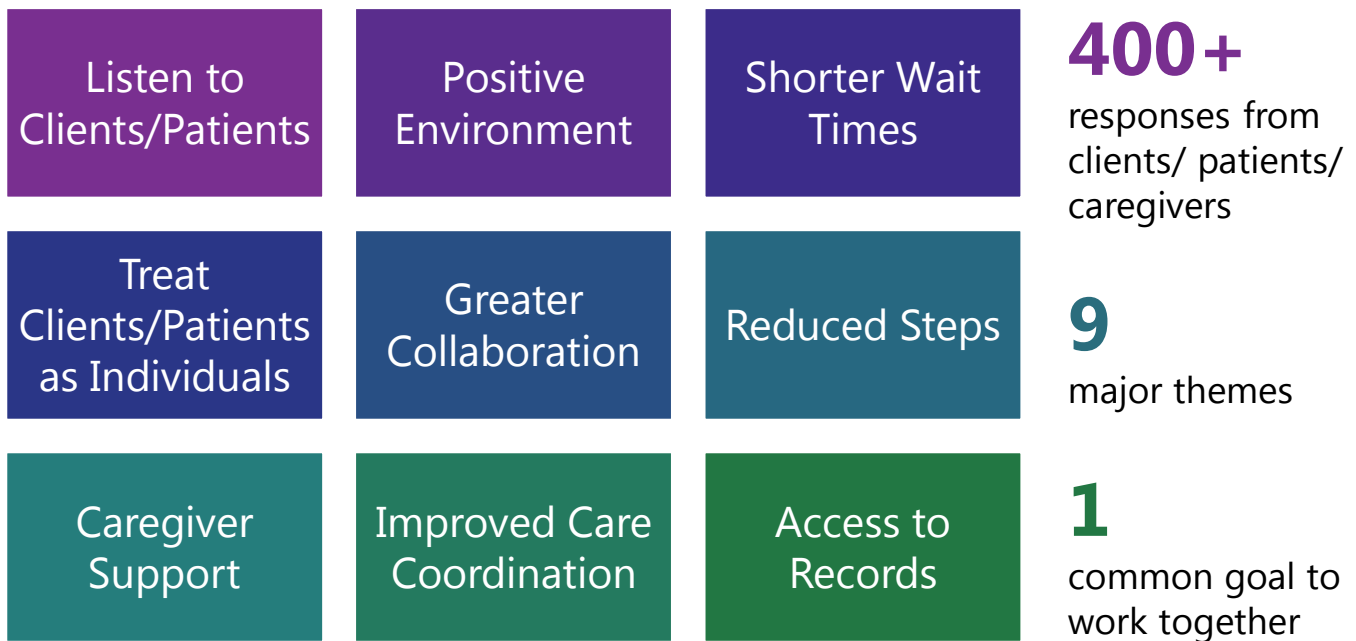 Listen to
Clients/Patients
Positive
Environment
Shorter Wait
Times
Treat
Clients/Patients
as Individuals
Greater
Collaboration
Reduced Steps
Caregiver
Support
Improved Care
Coordination
Access to
Records
400+
responses from
clients/ patients/
caregivers
9
major themes
1
common goal to
work together